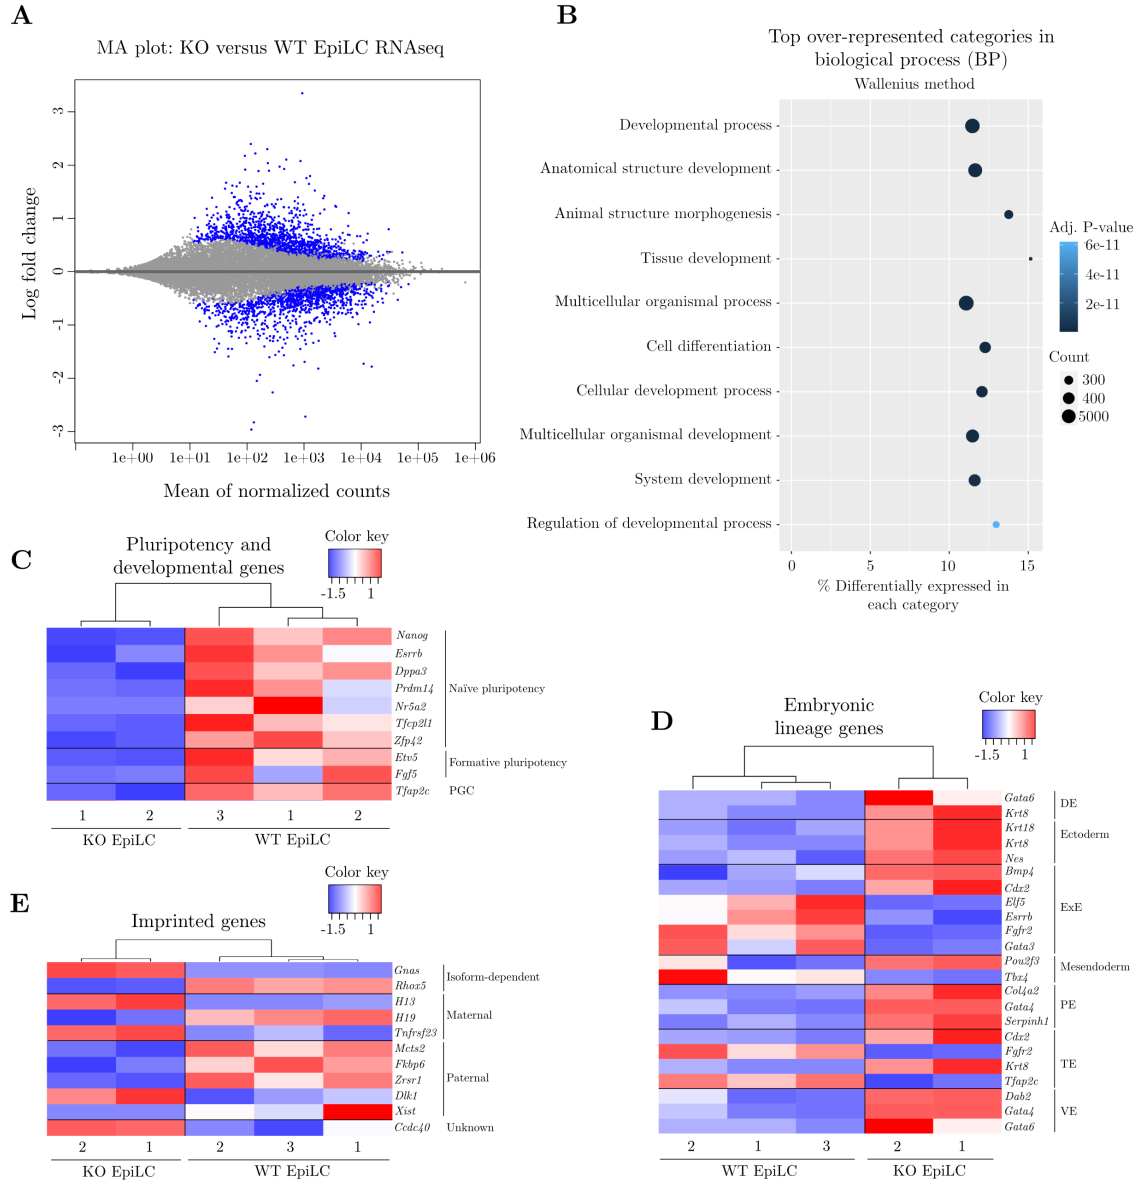 A
MA plot: KO versus WT EpiLC RNAseq
Log fold change
3
2
1
0
-1
-2
-3
1e+00 1e+01 1e+02 1e+03 1e+04 1e+05 1e+06
Mean of normalized counts
B
Top over-represented categories in
biological process (BP)
Wallenius method
Developmental process
Anatomical structure development
Animal structure morphogenesis
Tissue development
Multicellular organismal process
Cell differentiation
Cellular development process
Multicellular organismal development
System development
Regulation of developmental process
0 5 10 15
% Differentially expressed in
each category
Adj. P-value
6e-11
4e-11
2e-11
Count
300
400
5000
C
Pluripotency and
developmental genes
Color key
-1.5 1
Nanog
Esrrb
Dppa3
Prdm14
Nr5a2
Tfcp2l1
Zfp42
Etv5
Fgf5
Tfap2c
Naïve pluripotency
Formative pluripotency
PGC
1 2 3 1 2
KO EpiLC WT EpiLC
D
Embryonic
lineage genes
Color key
-1.5 1
Gata6
Krt8
Krt18
Krt8
Nes
Bmp4
Cdx2
Elf5
Esrrb
Fgfr2
Gata3
Pou2f3
Tbx4
Col4a2
Gata4
Serpinh1
Cdx2
Fgfr2
Krt8
Tfap2c
Dab2
Gata4
Gata6
DE
Ectoderm
ExE
Mesendoderm
PE
TE
VE
2 1 3 2 1
WT EpiLC KO EpiLC
E
Imprinted genes
Color key
-1.5 1
Gnas
Rhox5
H13
H19
Tnfrsf23
Mcts2
Fkbp6
Zrsr1
Dlk1
Xist
Ccdc40
Isoform-dependent
Maternal
Paternal
Unknown
2 1 2 3 1
KO EpiLC WT EpiLC